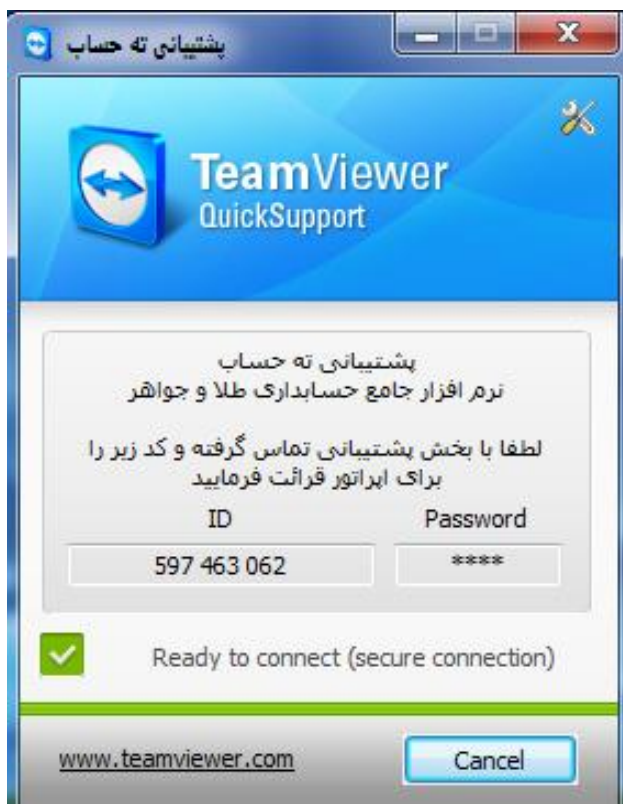 پشتیبانی ته حساب
TeamViewer
QuickSupport
پشتیبانی ته حساب
نرم افزار جامع حسابداری طلا و جواهر
لطفا با بخش پشتیبانی تماس گرفته و کد زیر را
برای اپراتور قرائت فرمایید
ID Password
597 463 062 ****
Ready to connect (secure connection)
www.teamviewer.com Cancel